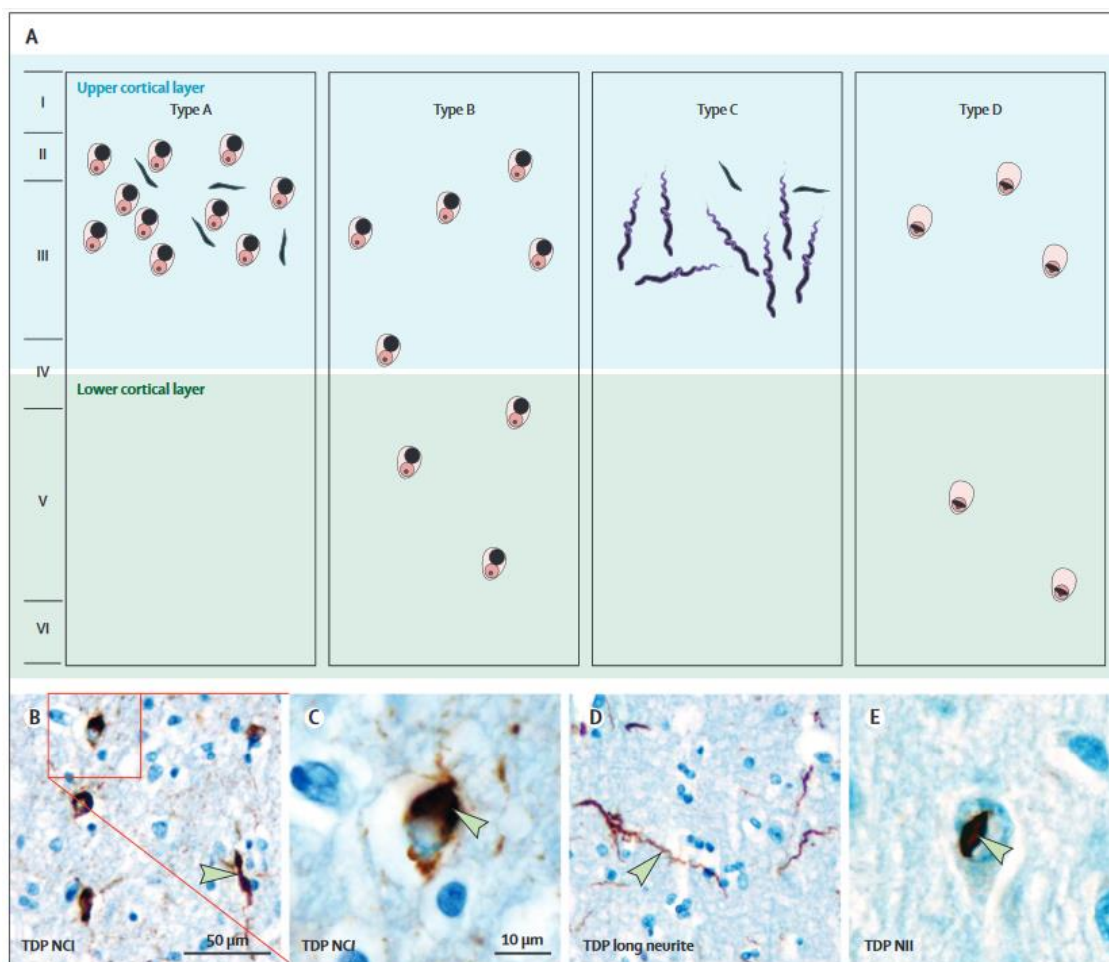 A
Upper cortical layer
Type A
Type B
Type C
Type D
I
II
III
IV
Lower cortical layer
V
VI
B
TDP NCI
50 µm
C
TDP NCI
10 µm
D
TDP long neurite
E
TDP NII